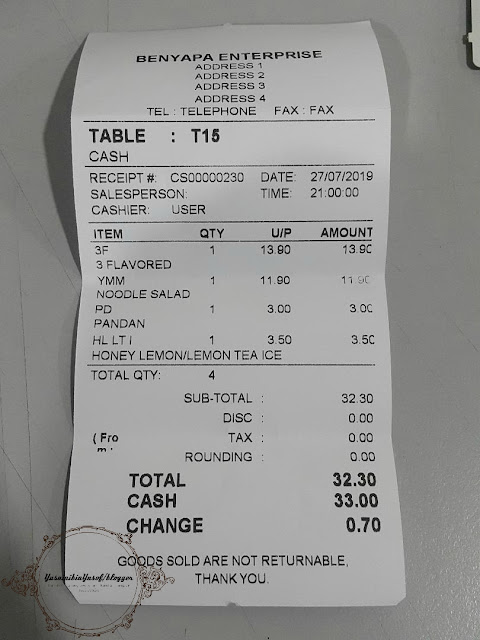 BENYAPA ENTERPRISE
ADDRESS 1
ADDRESS 2
ADDRESS 3
ADDRESS 4
TEL : TELEPHONE FAX : FAX
TABLE : T15
CASH
RECEIPT #: CS00000230 DATE: 27/07/2019
SALESPERSON: TIME: 21:00:00
CASHIER: USER
ITEM QTY U/P AMOUNT
3F 1 13.90 13.90
3 FLAVORED
YMM 1 11.90 11.90
NOODLE SALAD
PD 1 3.00 3.00
PANDAN
HL LT I 1 3.50 3.50
HONEY LEMON/LEMON TEA ICE
TOTAL QTY: 4
SUB-TOTAL : 32.30
DISC : 0.00
( Fro TAX : 0.00
ROUNDING : 0.00
TOTAL 32.30
CASH 33.00
CHANGE 0.70
GOODS SOLD ARE NOT RETURNABLE,
THANK YOU.